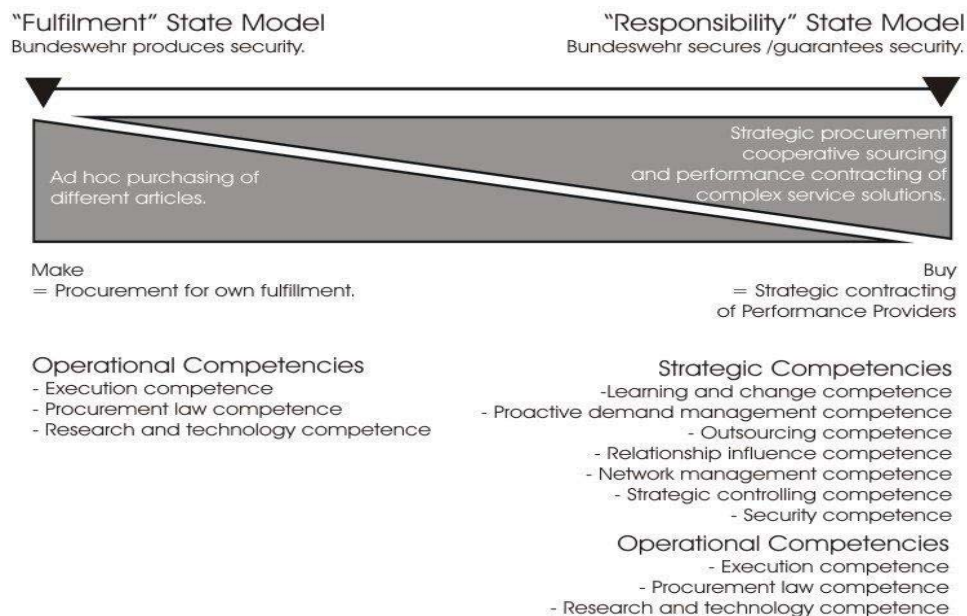 “Fulfilment” State Model
Bundeswehr produces security.
“Responsibility” State Model
Bundeswehr secures /guarantees security.
Ad hoc purchasing of
different articles.
Strategic procurement
cooperative sourcing
and performance contracting of
complex service solutions.
Make
= Procurement for own fulfillment.
Buy
= Strategic contracting
of Performance Providers
Operational Competencies
- Execution competence
- Procurement law competence
- Research and technology competence
Strategic Competencies
-Learning and change competence
- Proactive demand management competence
- Outsourcing competence
- Relationship influence competence
- Network management competence
- Strategic controlling competence
- Security competence
Operational Competencies
- Execution competence
- Procurement law competence
- Research and technology competence